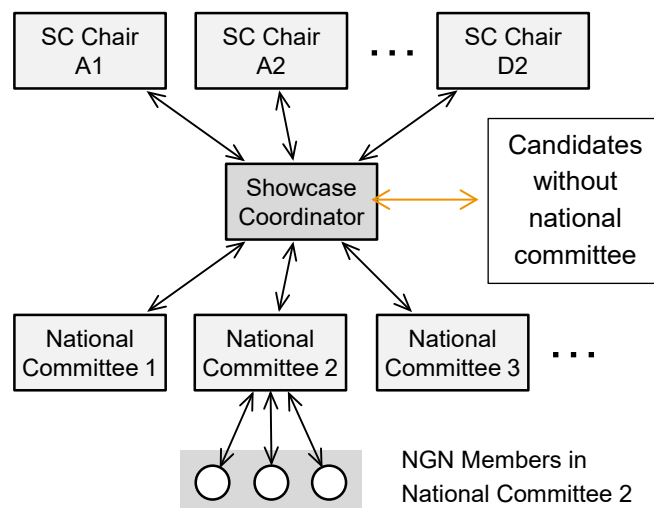 SC Chair
A1
SC Chair
A2
...
SC Chair
D2
Candidates
without
national
committee
Showcase
Coordinator
National
Committee 1
National
Committee 2
National
Committee 3
...
NGN Members in
National Committee 2